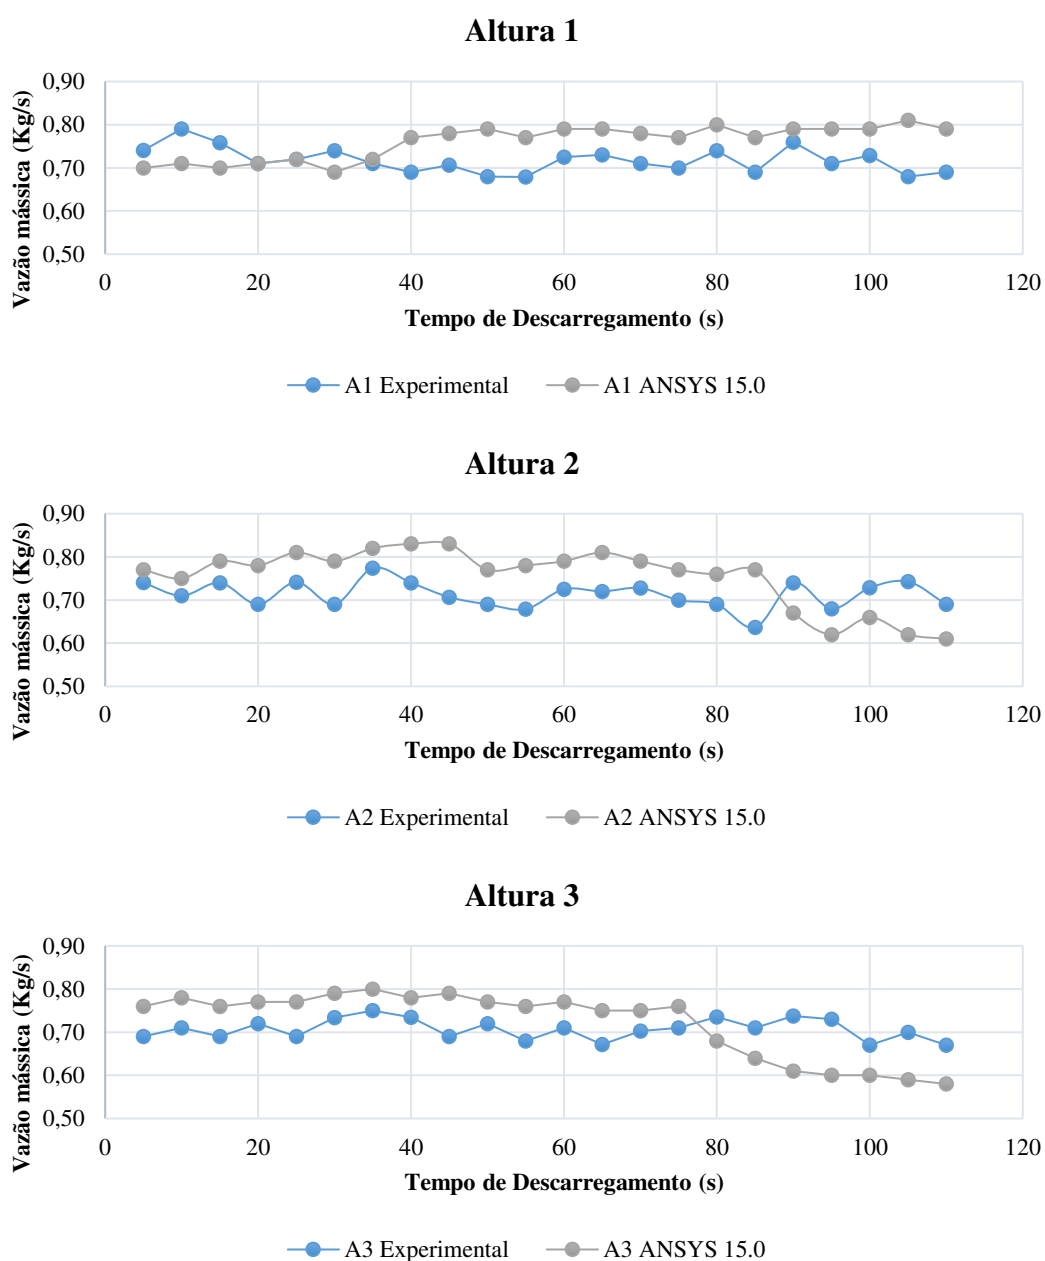 Altura 1
Vazão mássica (Kg/s)
0,90
0,80
0,70
0,60
0,50
0 20 40 60 80 100 120
Tempo de Descarregamento (s)
A1 Experimental A1 ANSYS 15.0
Altura 2
Vazão mássica (Kg/s)
0,90
0,80
0,70
0,60
0,50
0 20 40 60 80 100 120
Tempo de Descarregamento (s)
A2 Experimental A2 ANSYS 15.0
Altura 3
Vazão mássica (Kg/s)
0,90
0,80
0,70
0,60
0,50
0 20 40 60 80 100 120
Tempo de Descarregamento (s)
A3 Experimental A3 ANSYS 15.0